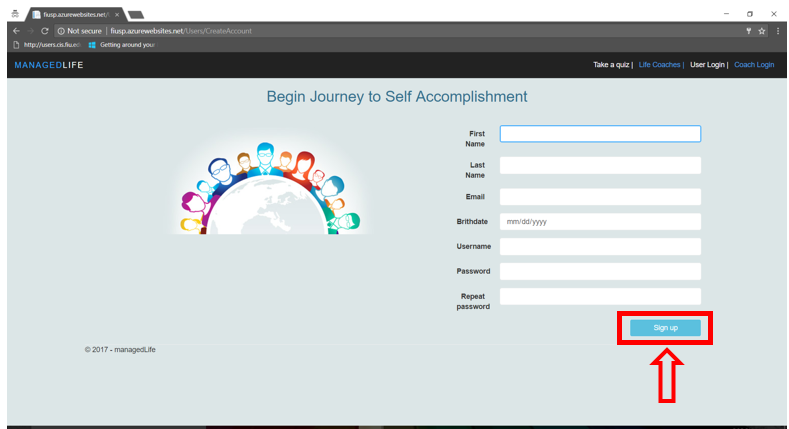 fiusp.azurewebsites.net/
Not secure | fiusp.azurewebsites.net/Users/CreateAccount
http://users.cis.fiu.ed
Getting around your
MANAGEDLIFE
Take a quiz | Life Coaches | User Login | Coach Login
Begin Journey to Self Accomplishment
First
Name
Last
Name
Email
Brithdate
mm/dd/yyyy
Username
Password
Repeat
password
Sign up
© 2017 - managedLife